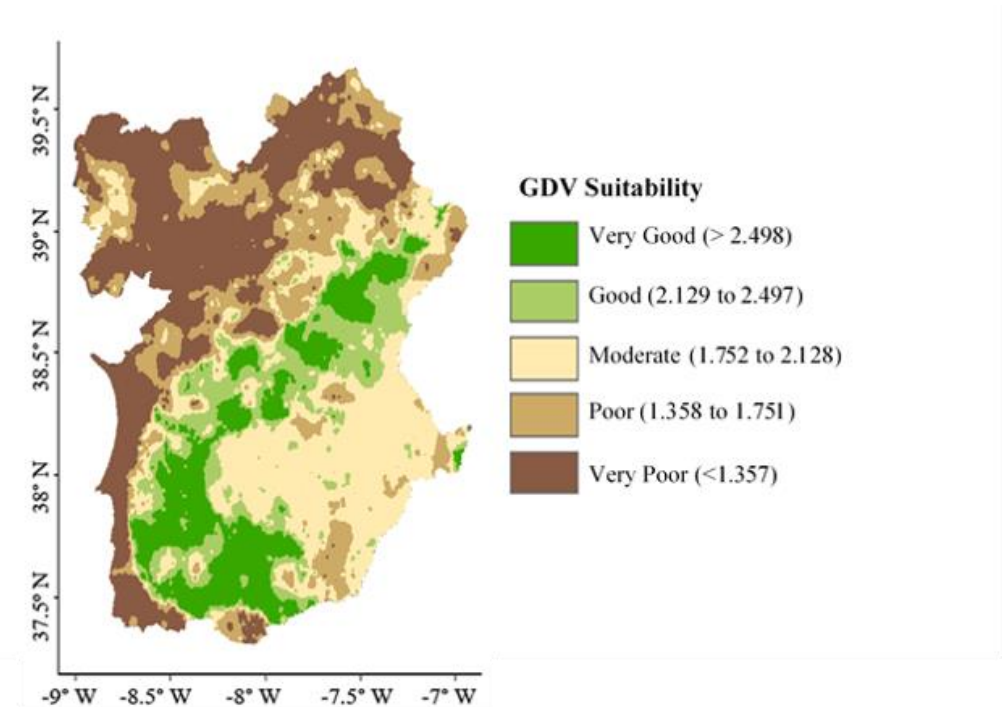 39.5° N
39° N
38.5° N
38° N
37.5° N
-9° W -8.5° W -8° W -7.5° W -7° W
GDV Suitability
Very Good (> 2.498)
Good (2.129 to 2.497)
Moderate (1.752 to 2.128)
Poor (1.358 to 1.751)
Very Poor (<1.357)